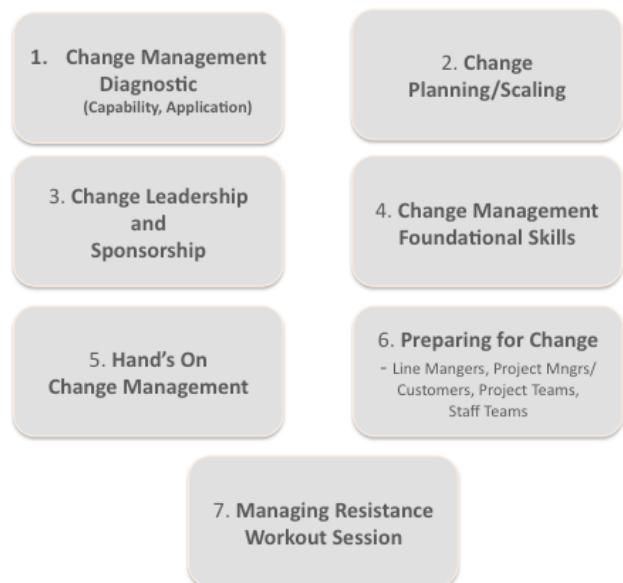 1. Change Management
Diagnostic
(Capability, Application)
2. Change
Planning/Scaling
3. Change Leadership
and
Sponsorship
4. Change Management
Foundational Skills
5. Hand's On
Change Management
6. Preparing for Change
- Line Mangers, Project Mngrs/
Customers, Project Teams,
Staff Teams
7. Managing Resistance
Workout Session